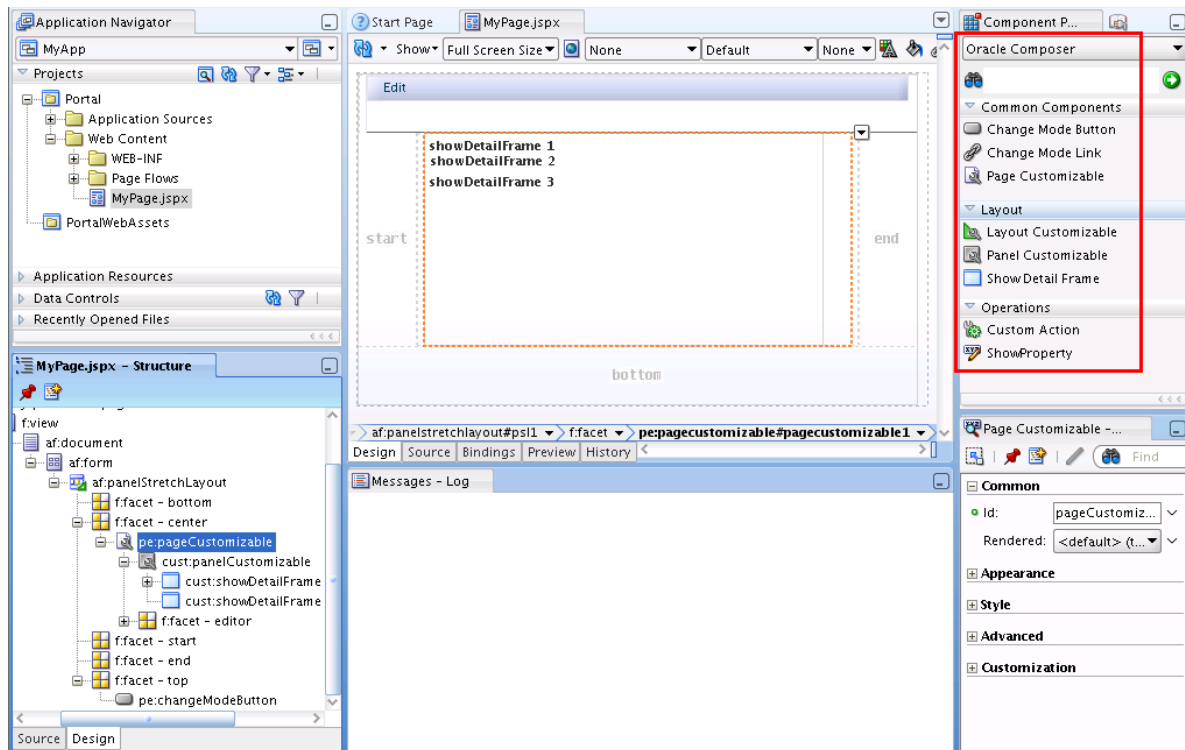 Application Navigator
MyApp
Projects
Portal
Application Sources
Web Content
WEB-INF
Page Flows
MyPage.jspx
PortalWebAssets
Application Resources
Data Controls
Recently Opened Files
MyPage.jspx - Structure
f:view
af:document
af:form
af:panelStretchLayout
f:facet - bottom
f:facet - center
pe:pageCustomizable
cust:panelCustomizable
cust:showDetailFrame
cust:showDetailFrame
f:facet - editor
f:facet - start
f:facet - end
f:facet - top
pe:changeModeButton
Source Design
Start Page MyPage.jspx
Show Full Screen Size None Default None
Edit
showDetailFrame 1
showDetailFrame 2
showDetailFrame 3
start
end
bottom
af:panelstretchlayout#psl1 f:facet pe:pagecustomizable#pagecustomizable1
Design Source Bindings Preview History
Messages - Log
Component P...
Oracle Composer
Common Components
Change Mode Button
Change Mode Link
Page Customizable
Layout
Layout Customizable
Panel Customizable
Show Detail Frame
Operations
Custom Action
ShowProperty
Page Customizable -...
Find
Common
Id: pageCustomiz...
Rendered: <default> (t...
Appearance
Style
Advanced
Customization